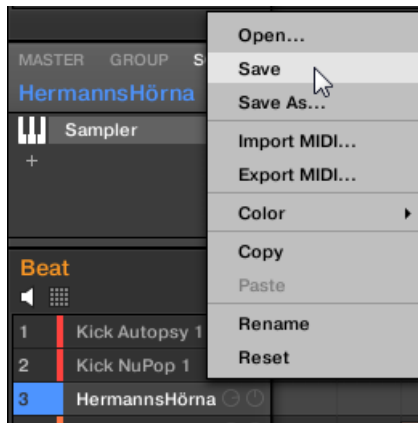 MASTER GROUP S
HermannsHörna
Sampler
+
Beat
1 Kick Autopsy 1
2 Kick NuPop 1
3 HermannsHörna
Open...
Save
Save As...
Import MIDI...
Export MIDI...
Color
Copy
Paste
Rename
Reset